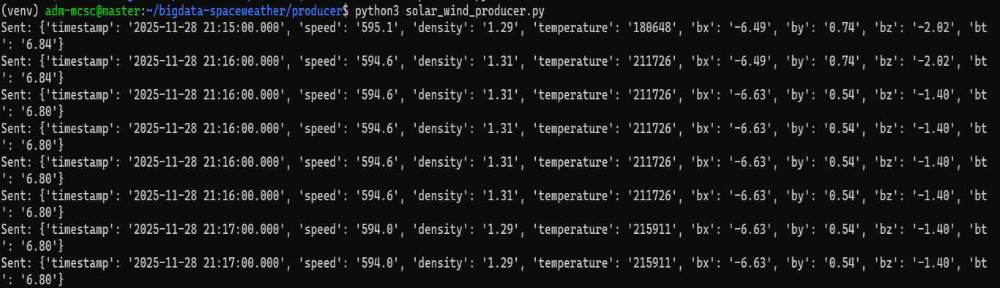 (venv) adm-mcsc@master:~/bigdata-spaceweather/producer$ python3 solar_wind_producer.py
Sent: {'timestamp': '2025-11-28 21:15:00.000', 'speed': '595.1', 'density': '1.29', 'temperature': '180648', 'bx': '-6.49', 'by': '0.74', 'bz': '-2.02', 'bt
': '6.84'}
Sent: {'timestamp': '2025-11-28 21:16:00.000', 'speed': '594.6', 'density': '1.31', 'temperature': '211726', 'bx': '-6.49', 'by': '0.74', 'bz': '-2.02', 'bt
': '6.84'}
Sent: {'timestamp': '2025-11-28 21:16:00.000', 'speed': '594.6', 'density': '1.31', 'temperature': '211726', 'bx': '-6.63', 'by': '0.54', 'bz': '-1.40', 'bt
': '6.80'}
Sent: {'timestamp': '2025-11-28 21:16:00.000', 'speed': '594.6', 'density': '1.31', 'temperature': '211726', 'bx': '-6.63', 'by': '0.54', 'bz': '-1.40', 'bt
': '6.80'}
Sent: {'timestamp': '2025-11-28 21:16:00.000', 'speed': '594.6', 'density': '1.31', 'temperature': '211726', 'bx': '-6.63', 'by': '0.54', 'bz': '-1.40', 'bt
': '6.80'}
Sent: {'timestamp': '2025-11-28 21:16:00.000', 'speed': '594.6', 'density': '1.31', 'temperature': '211726', 'bx': '-6.63', 'by': '0.54', 'bz': '-1.40', 'bt
': '6.80'}
Sent: {'timestamp': '2025-11-28 21:17:00.000', 'speed': '594.0', 'density': '1.29', 'temperature': '215911', 'bx': '-6.63', 'by': '0.54', 'bz': '-1.40', 'bt
': '6.80'}
Sent: {'timestamp': '2025-11-28 21:17:00.000', 'speed': '594.0', 'density': '1.29', 'temperature': '215911', 'bx': '-6.63', 'by': '0.54', 'bz': '-1.40', 'bt
': '6.80'}